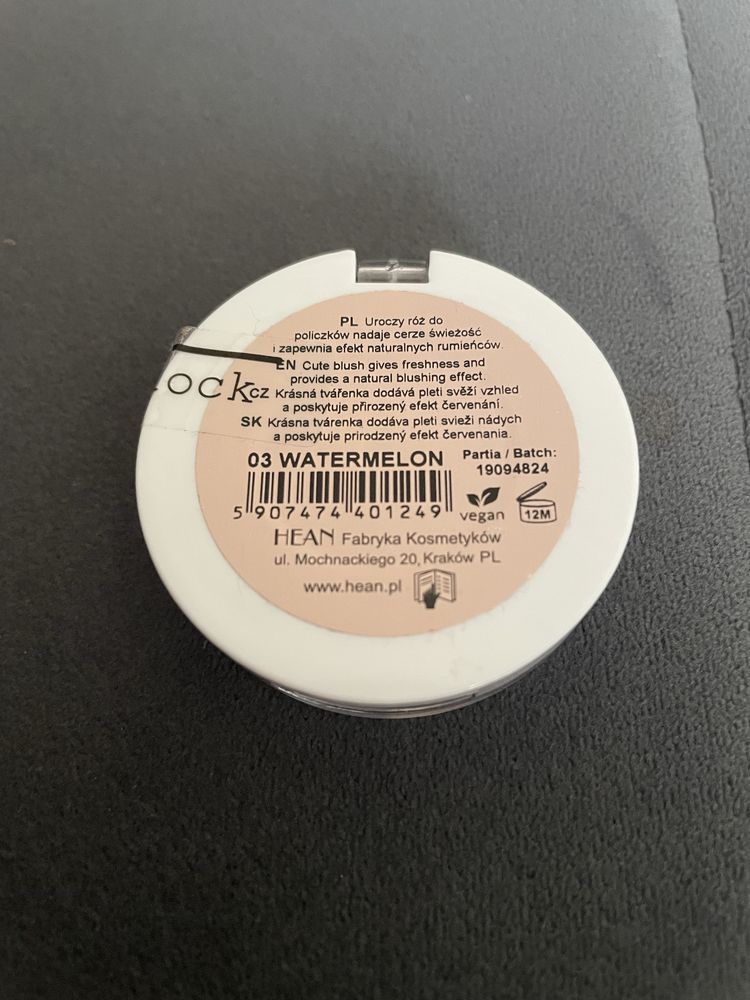 PL Uroczy róż do
policzków nadaje cerze świeżość
i zapewnia efekt naturalnych rumieńców.
EN Cute blush gives freshness and
provides a natural blushing effect.
ock
CZ Krásná tvářenka dodává pleti svěží vzhled
a poskytuje přirozený efekt červenání.
SK Krásna tvárenka dodáva pleti svieži nádych
a poskytuje prirodzený efekt červenania.
03 WATERMELON
Partia / Batch:
19094824
5 907474 401249
vegan
12M
HEAN Fabryka Kosmetyków
ul. Mochnackiego 20, Kraków PL
www.hean.pl